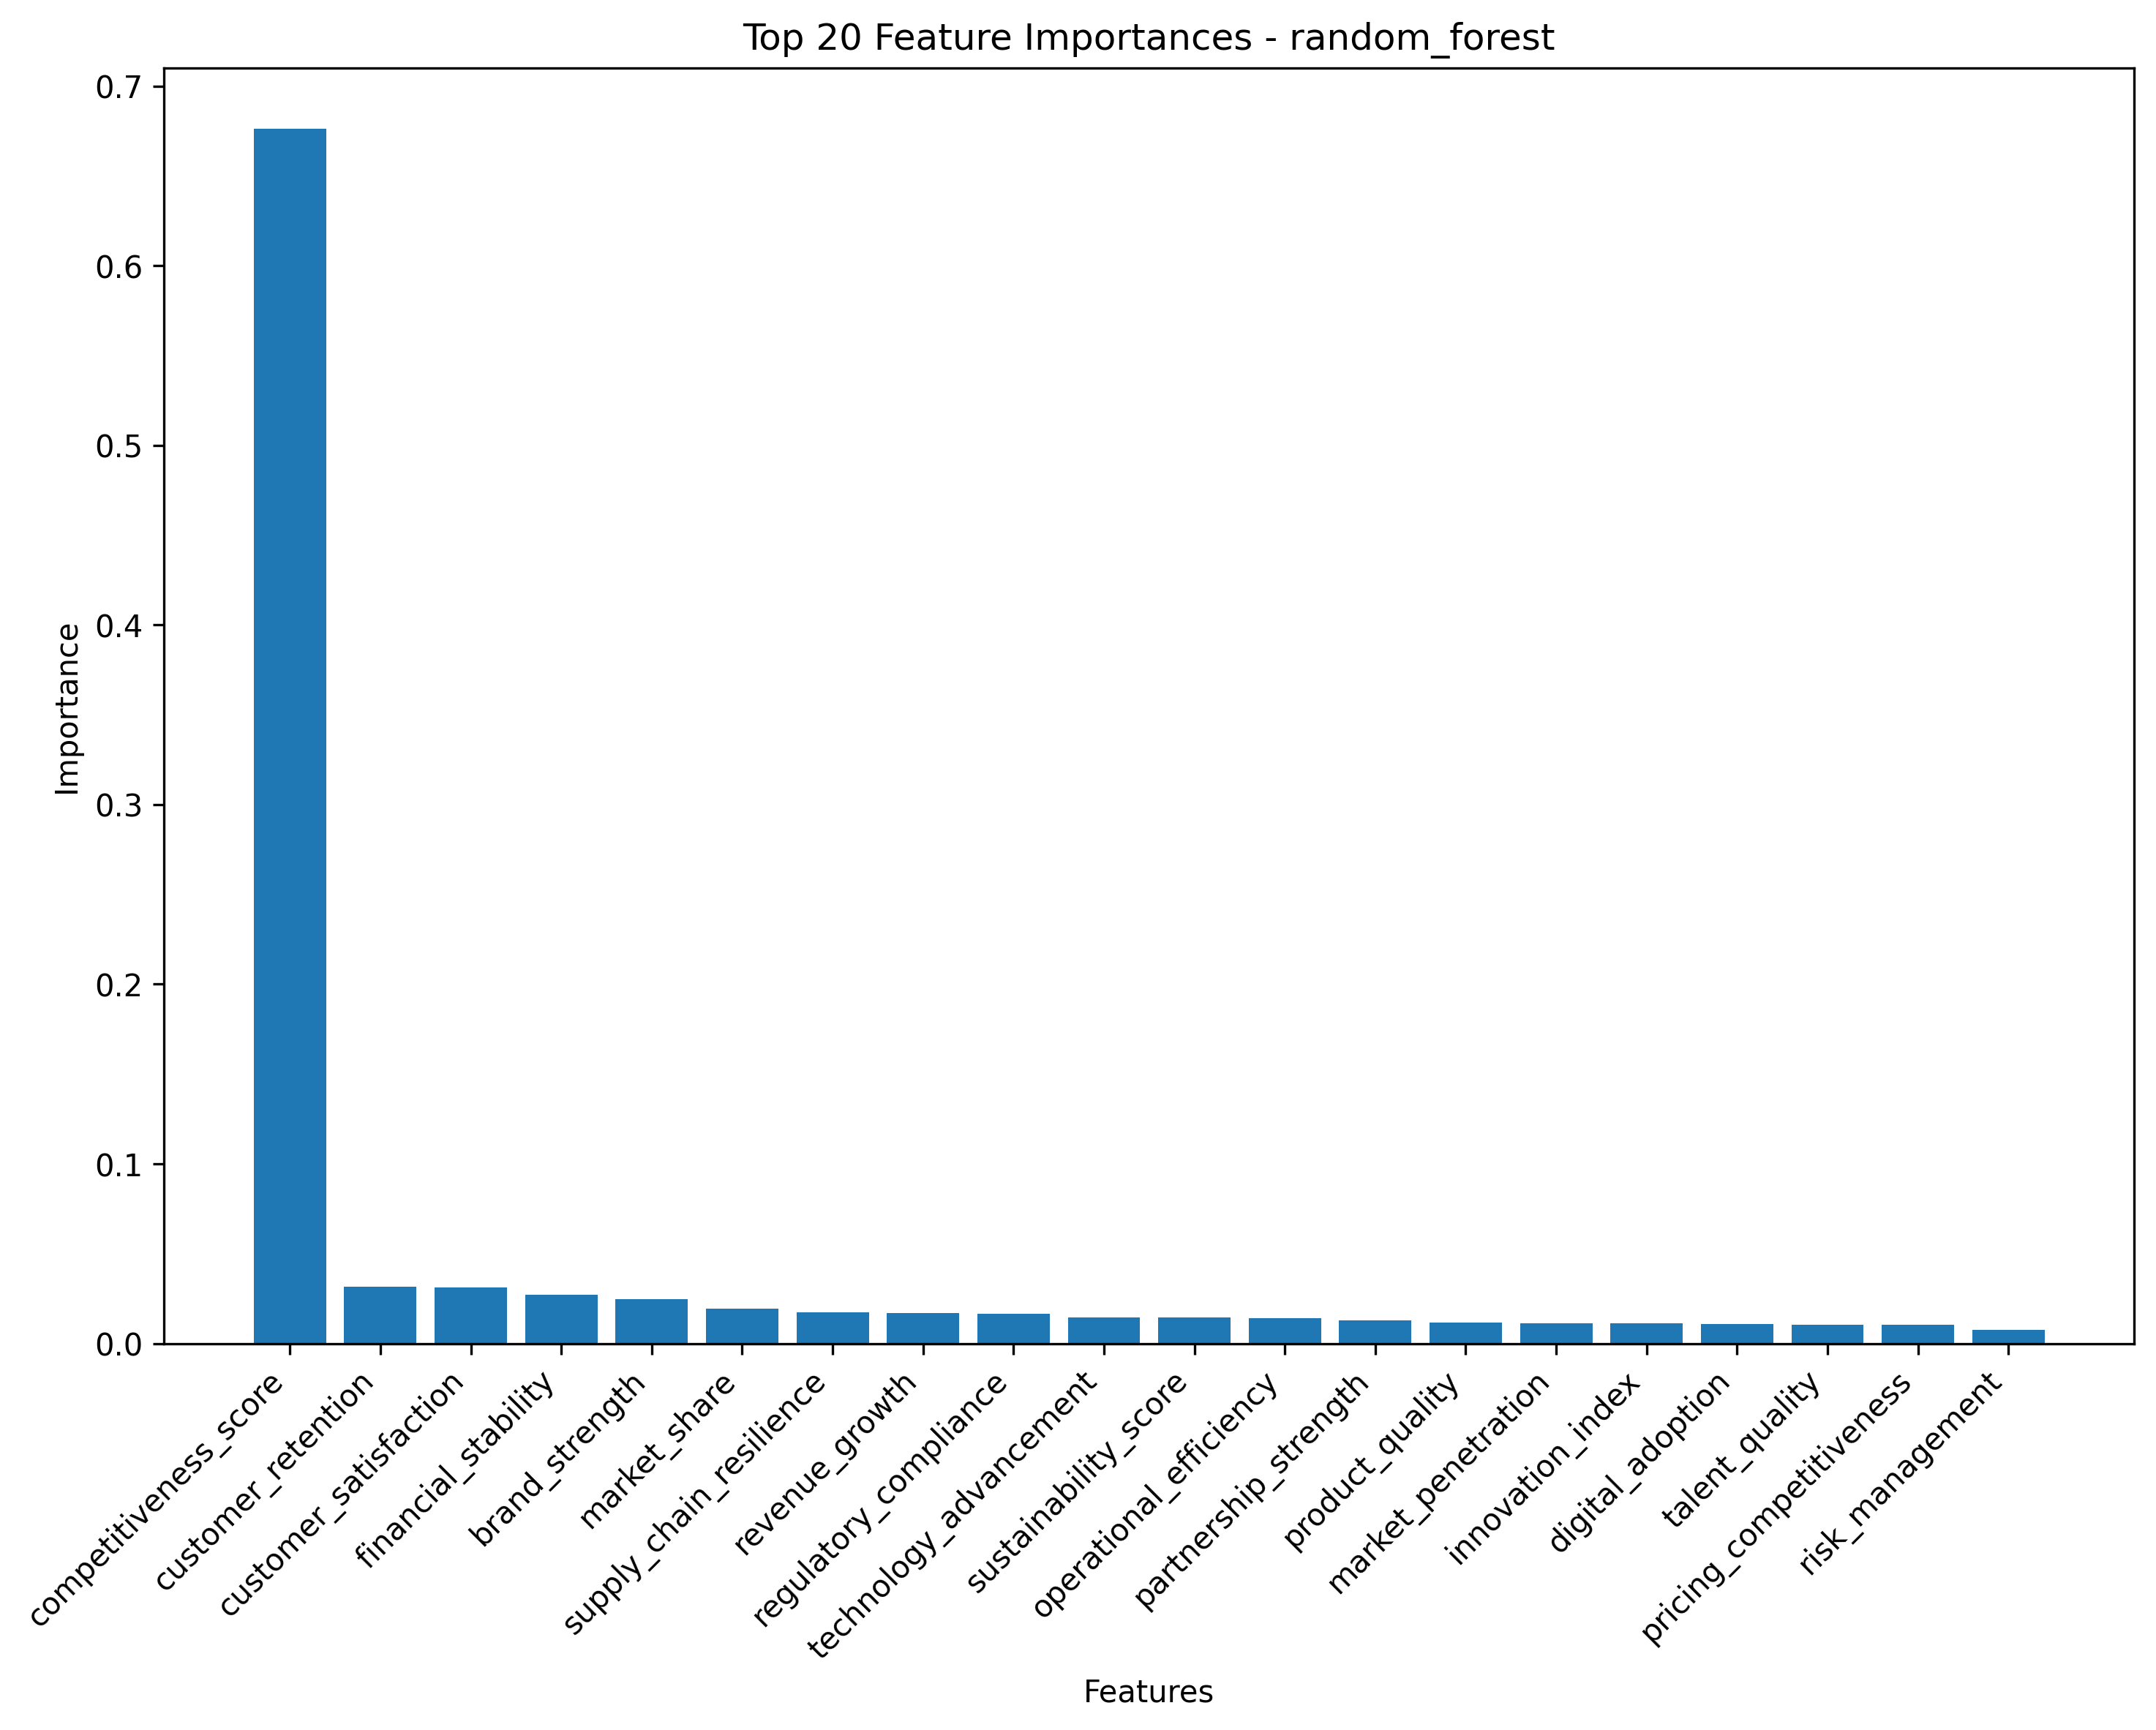 Top 20 Feature Importances - random_forest
0.7
0.6
0.5
0.4
0.3
0.2
0.1
0.0
Importance
competitiveness_score
customer_retention
customer_satisfaction
financial_stability
brand_strength
market_share
supply_chain_resilience
revenue_growth
regulatory_compliance
technology_advancement
sustainability_score
operational_efficiency
partnership_strength
product_quality
market_penetration
innovation_index
digital_adoption
talent_quality
pricing_competitiveness
risk_management
Features